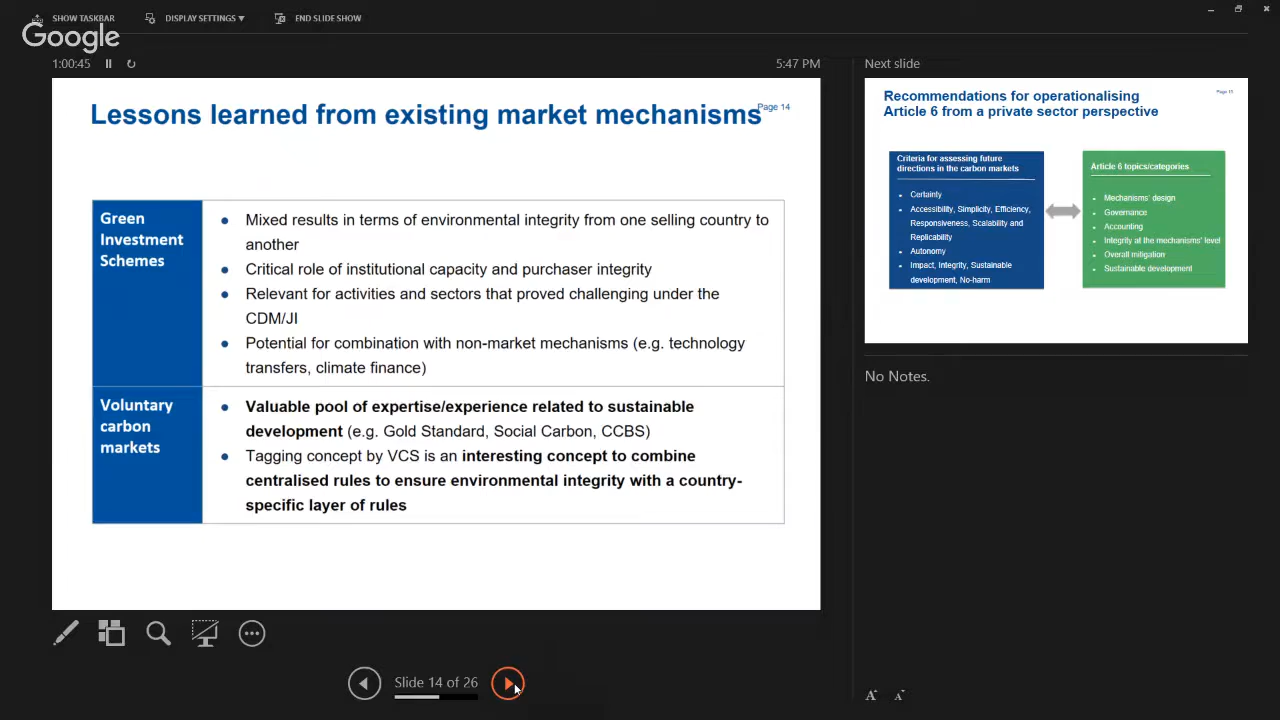 SHOW TASKBAR
DISPLAY SETTINGS ▼
END SLIDE SHOW
Google
1:00:45
5:47 PM
Lessons learned from existing market mechanisms
Page 14
Green
Investment
Schemes
● Mixed results in terms of environmental integrity from one selling country to
another
● Critical role of institutional capacity and purchaser integrity
● Relevant for activities and sectors that proved challenging under the
CDM/JI
● Potential for combination with non-market mechanisms (e.g. technology
transfers, climate finance)
Voluntary
carbon
markets
● Valuable pool of expertise/experience related to sustainable
development (e.g. Gold Standard, Social Carbon, CCBS)
● Tagging concept by VCS is an interesting concept to combine
centralised rules to ensure environmental integrity with a country-
specific layer of rules
Slide 14 of 26
Next slide
Recommendations for operationalising
Article 6 from a private sector perspective
Page 15
Criteria for assessing future
directions in the carbon markets
• Certainty
• Accessibility, Simplicity, Efficiency,
Responsiveness, Scalability and
Replicability
• Autonomy
• Impact, Integrity, Sustainable
development, No-harm
Article 6 topics/categories
• Mechanisms' design
• Governance
• Accounting
• Integrity at the mechanisms' level
• Overall mitigation
• Sustainable development
No Notes.
A A